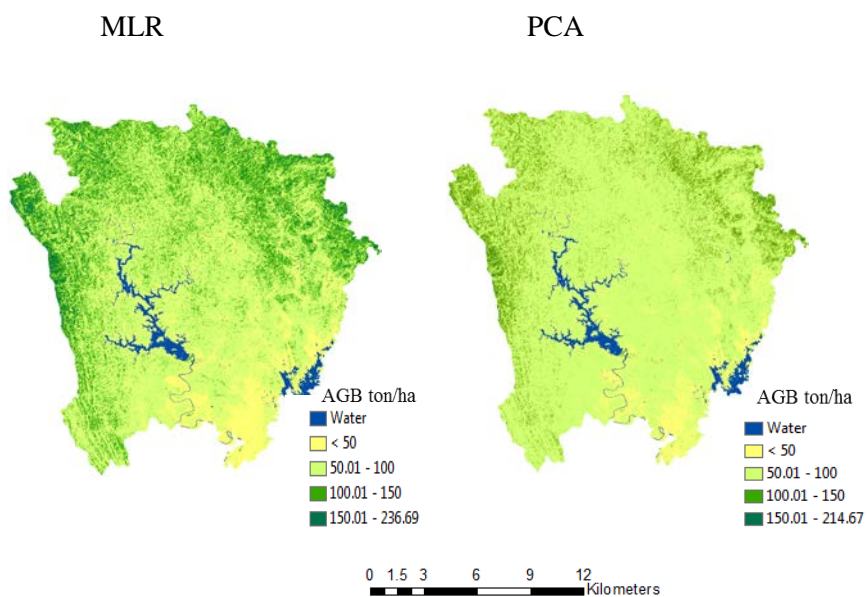 MLR
PCA
AGB ton/ha
Water
< 50
50.01 - 100
100.01 - 150
150.01 - 236.69
AGB ton/ha
Water
< 50
50.01 - 100
100.01 - 150
150.01 - 214.67
0 1.5 3 6 9 12
Kilometers